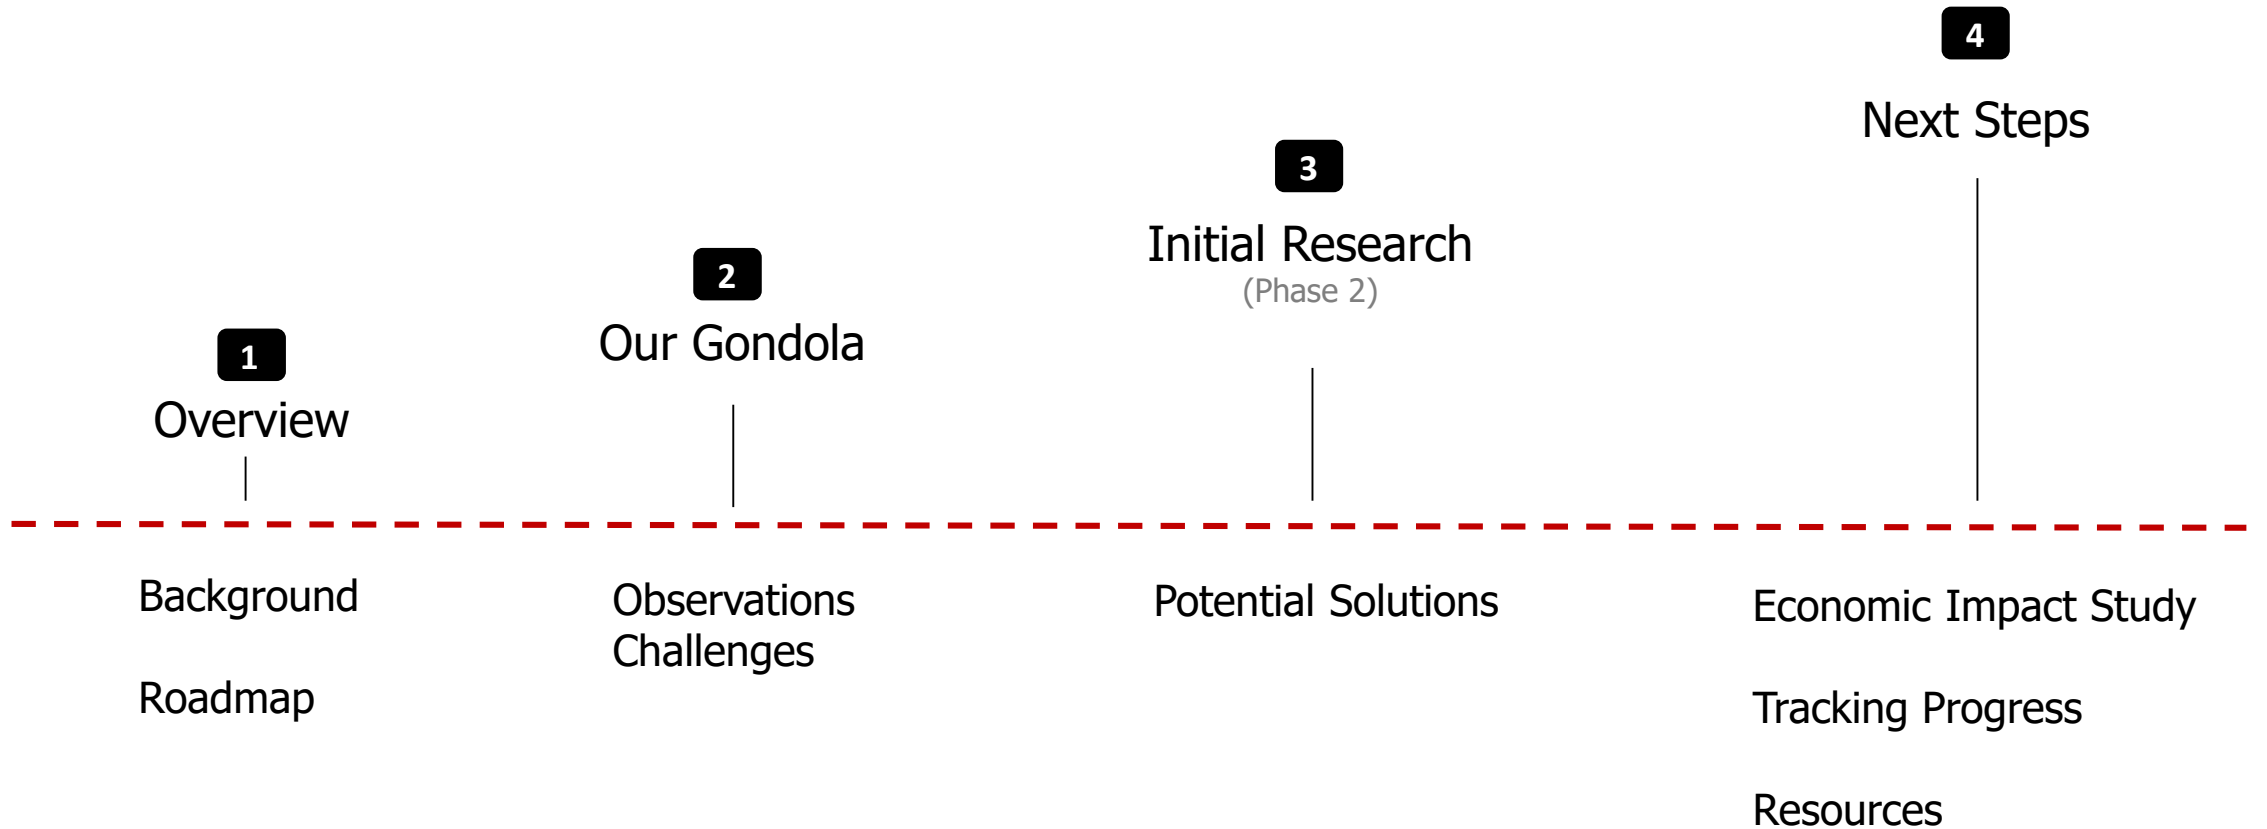 1
Overview
Background
Roadmap
2
Our Gondola
Observations
Challenges
3
Initial Research
(Phase 2)
Potential Solutions
4
Next Steps
Economic Impact Study
Tracking Progress
Resources